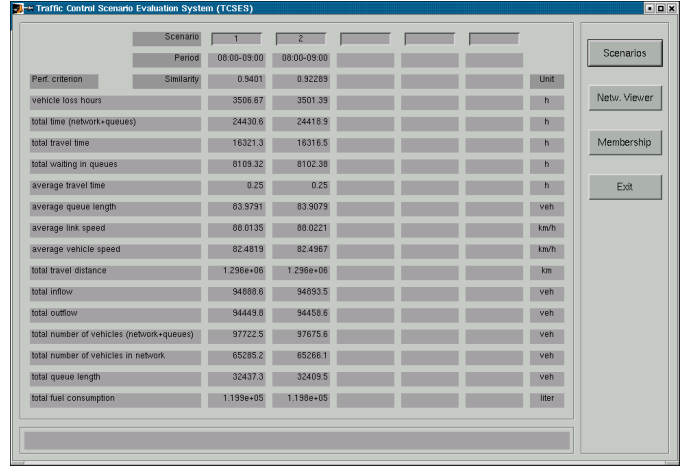 Traffic Control Scenario Evaluation System (TCSES)
Scenario 1 2
Period 08:00-09:00 08:00-09:00
Perf. criterion Similarity 0.9401 0.92289 Unit
vehicle loss hours 3506.67 3501.39 h
total time (network+queues) 24430.6 24418.9 h
total travel time 16321.3 16316.5 h
total waiting in queues 8109.32 8102.38 h
average travel time 0.25 0.25 h
average queue length 83.9791 83.9079 veh
average link speed 88.0135 88.0221 km/h
average vehicle speed 82.4819 82.4967 km/h
total travel distance 1.296e+06 1.296e+06 km
total inflow 94888.6 94893.5 veh
total outflow 94449.8 94458.6 veh
total number of vehicles (network+queues) 97722.5 97675.6 veh
total number of vehicles in network 65285.2 65266.1 veh
total queue length 32437.3 32409.5 veh
total fuel consumption 1.199e+05 1.198e+05 liter
Scenarios
Netw. Viewer
Membership
Exit